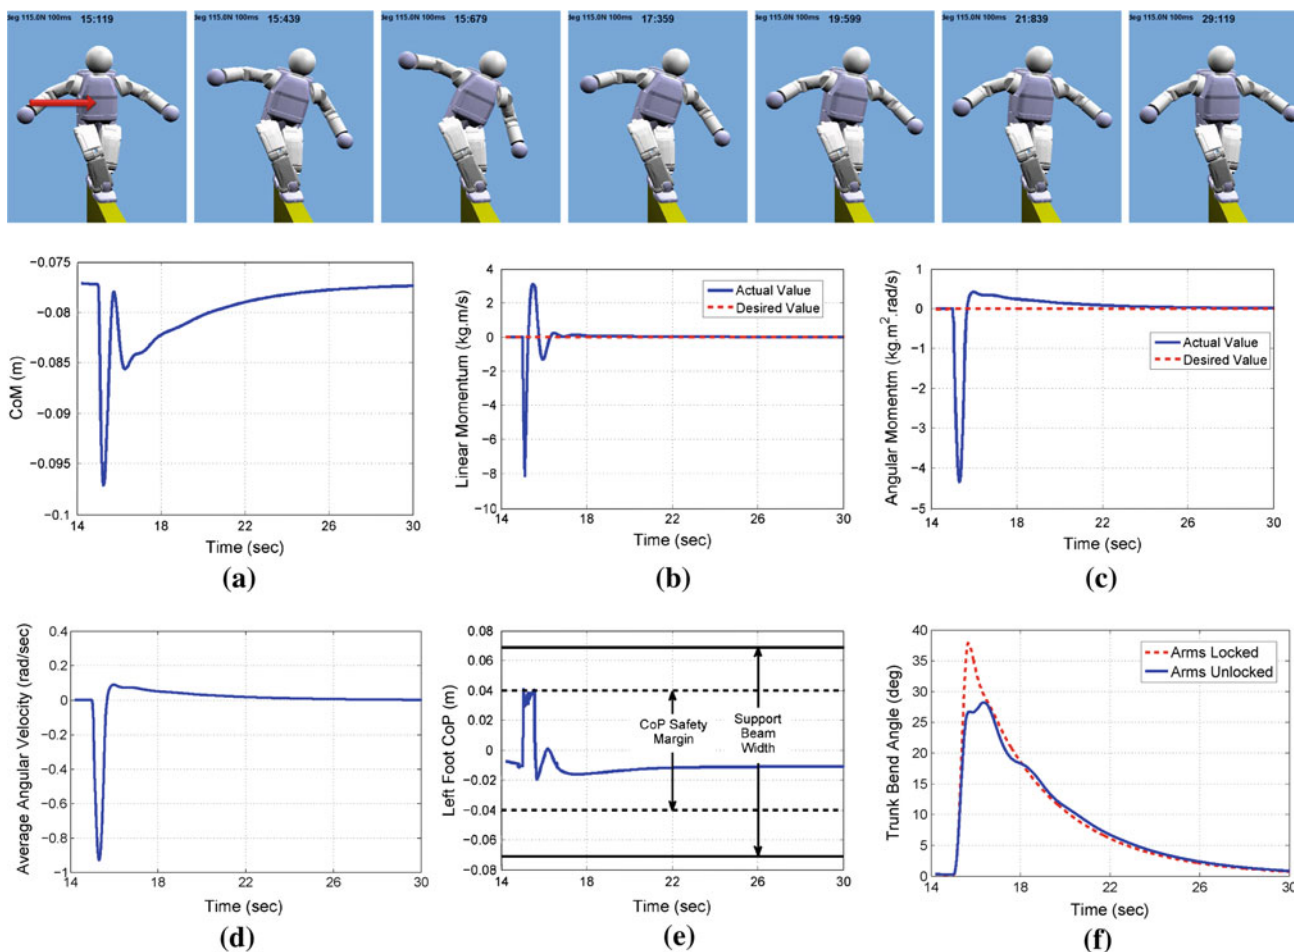 deg 115.0N 100ms 15:119
deg 115.0N 100ms 15:439
deg 115.0N 100ms 15:679
deg 115.0N 100ms 17:359
deg 115.0N 100ms 19:599
deg 115.0N 100ms 21:839
deg 115.0N 100ms 29:119
−0.075
−0.08
−0.085
−0.09
−0.095
−0.1
CoM (m)
14 18 22 26 30
Time (sec)
(a)
4
2
0
−2
−4
−6
−8
−10
Linear Momentum (kg.m/s)
Actual Value
Desired Value
14 18 22 26 30
Time (sec)
(b)
1
0
−1
−2
−3
−4
−5
Angular Momentm (kg.m².rad/s)
Actual Value
Desired Value
14 18 22 26 30
Time (sec)
(c)
0.4
0.2
0
−0.2
−0.4
−0.6
−0.8
−1
Average Angular Velocity (rad/sec)
14 18 22 26 30
Time (sec)
(d)
0.08
0.06
0.04
0.02
0
−0.02
−0.04
−0.06
−0.08
Left Foot CoP (m)
CoP Safety
Margin
Support
Beam
Width
14 18 22 26 30
Time (sec)
(e)
40
35
30
25
20
15
10
5
0
Trunk Bend Angle (deg)
Arms Locked
Arms Unlocked
14 18 22 26 30
Time (sec)
(f)